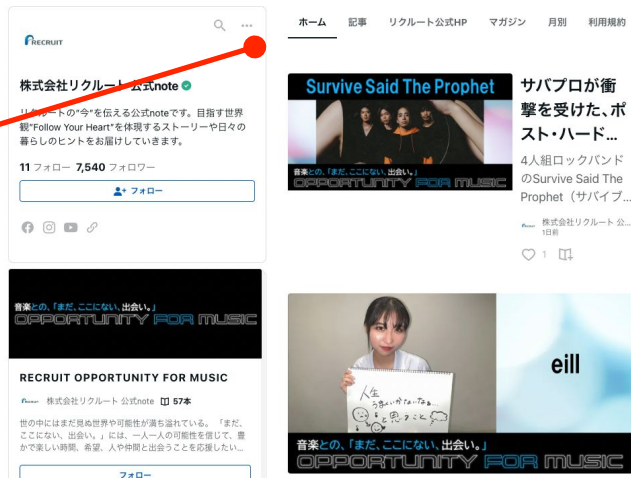 RECRUIT
株式会社リクルート 公式note
リクルートの"今"を伝える公式noteです。目指す世界
観"Follow Your Heart"を体現するストーリーや日々の
暮らしのヒントをお届けしていきます。
11 フォロー 7,540 フォロワー
フォロー
音楽との、「まだ、ここにない、出会い。」
OPPORTUNITY FOR MUSIC
RECRUIT OPPORTUNITY FOR MUSIC
株式会社リクルート 公式note 57本
世の中にはまだ見ぬ世界や可能性が満ち溢れている。 「まだ、
ここにない、出会い。」には、一人一人の可能性を信じて、豊
かで楽しい時間、希望、人や仲間と出会うことを応援したい...
フォロー
ホーム 記事 リクルート公式HP マガジン 月別 利用規約
Survive Said The Prophet
音楽との、「まだ、ここにない、出会い。」
OPPORTUNITY FOR MUSIC
サバプロが衝
撃を受けた、ポ
スト・ハード...
4人組ロックバンド
のSurvive Said The
Prophet（サバイブ...
株式会社リクルート 公...
1日前
1
人生
と思うこと
eill
音楽との、「まだ、ここにない、出会い。」
OPPORTUNITY FOR MUSIC